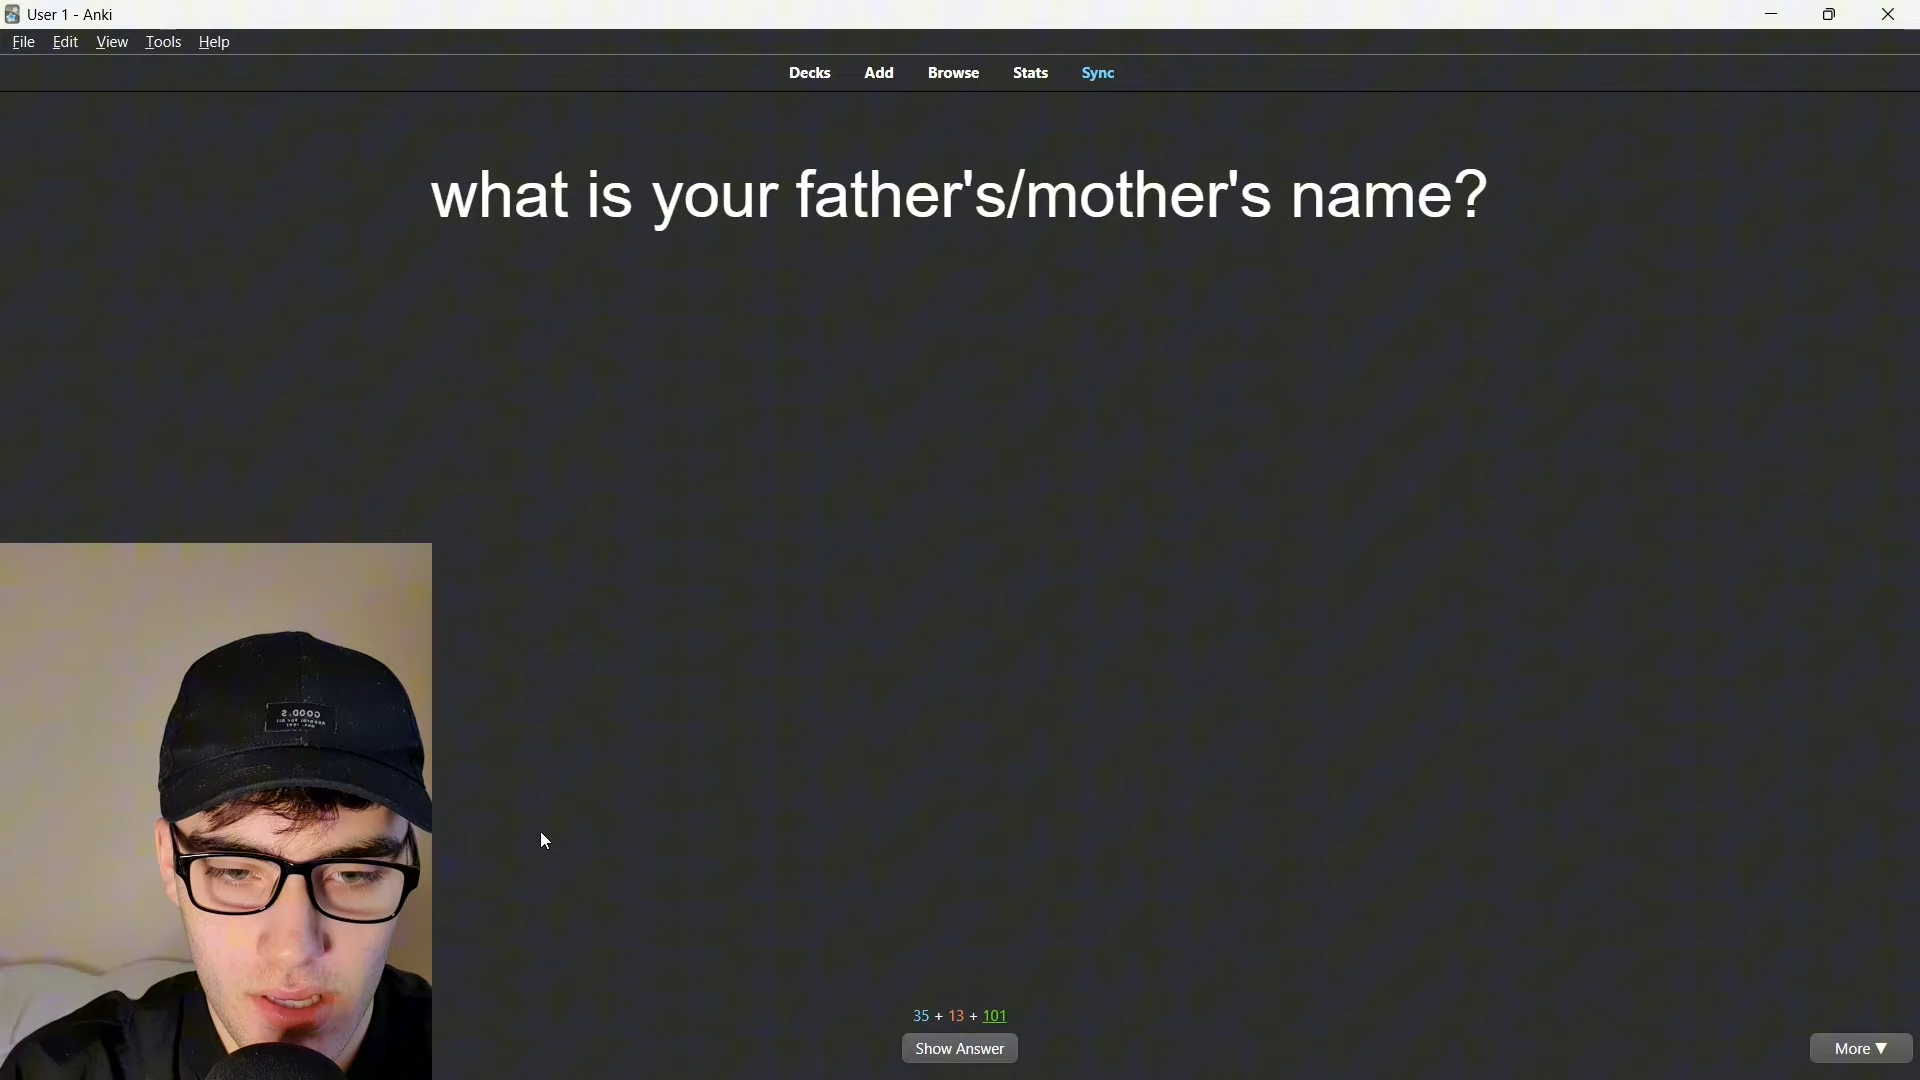 User 1 - Anki
File Edit View Tools Help
Decks Add Browse Stats Sync
what is your father's/mother's name?
GOOD.S
35 + 13 + 101
Show Answer
More ▼